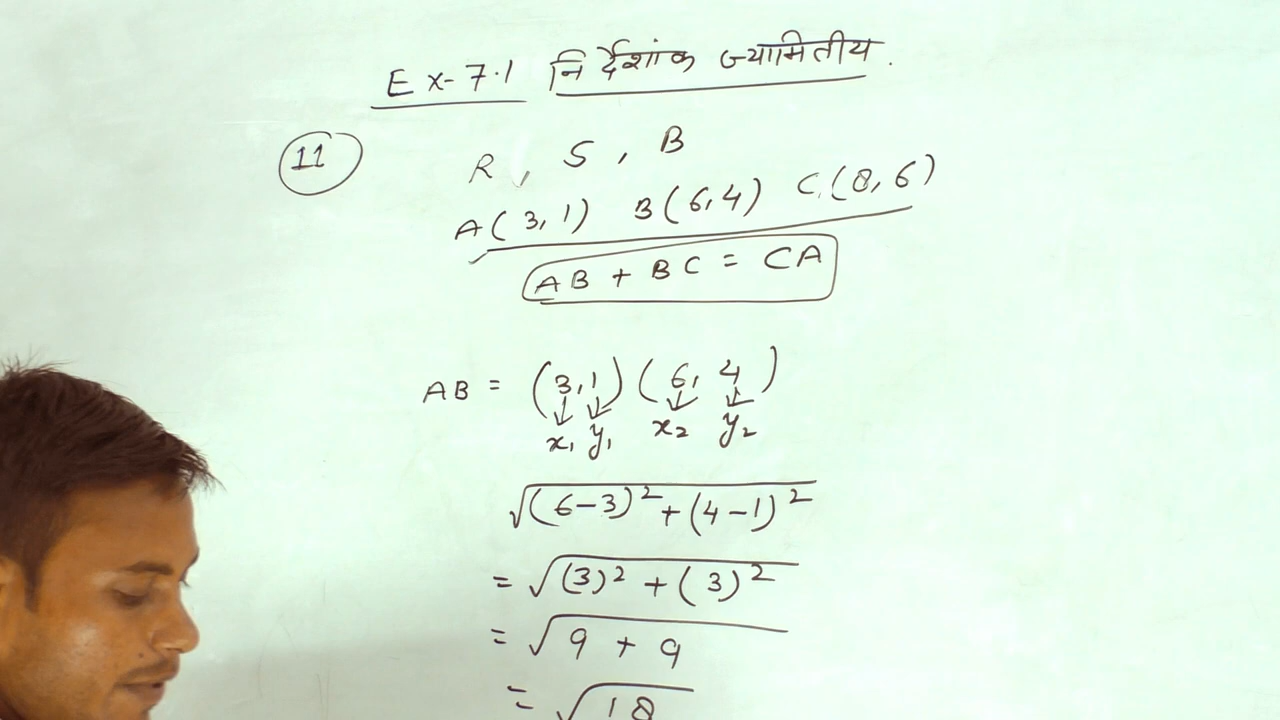 Ex-7.1 निर्देशांक ज्यामितीय.
11
R, S, B
A(3,1) B(6,4) C(8,6)
AB + BC = CA
AB = (3,1) (6, 4)
x₁ y₁ x₂ y₂
√(6-3)² + (4-1)²
= √(3)² + (3)²
= √9 + 9
= √18